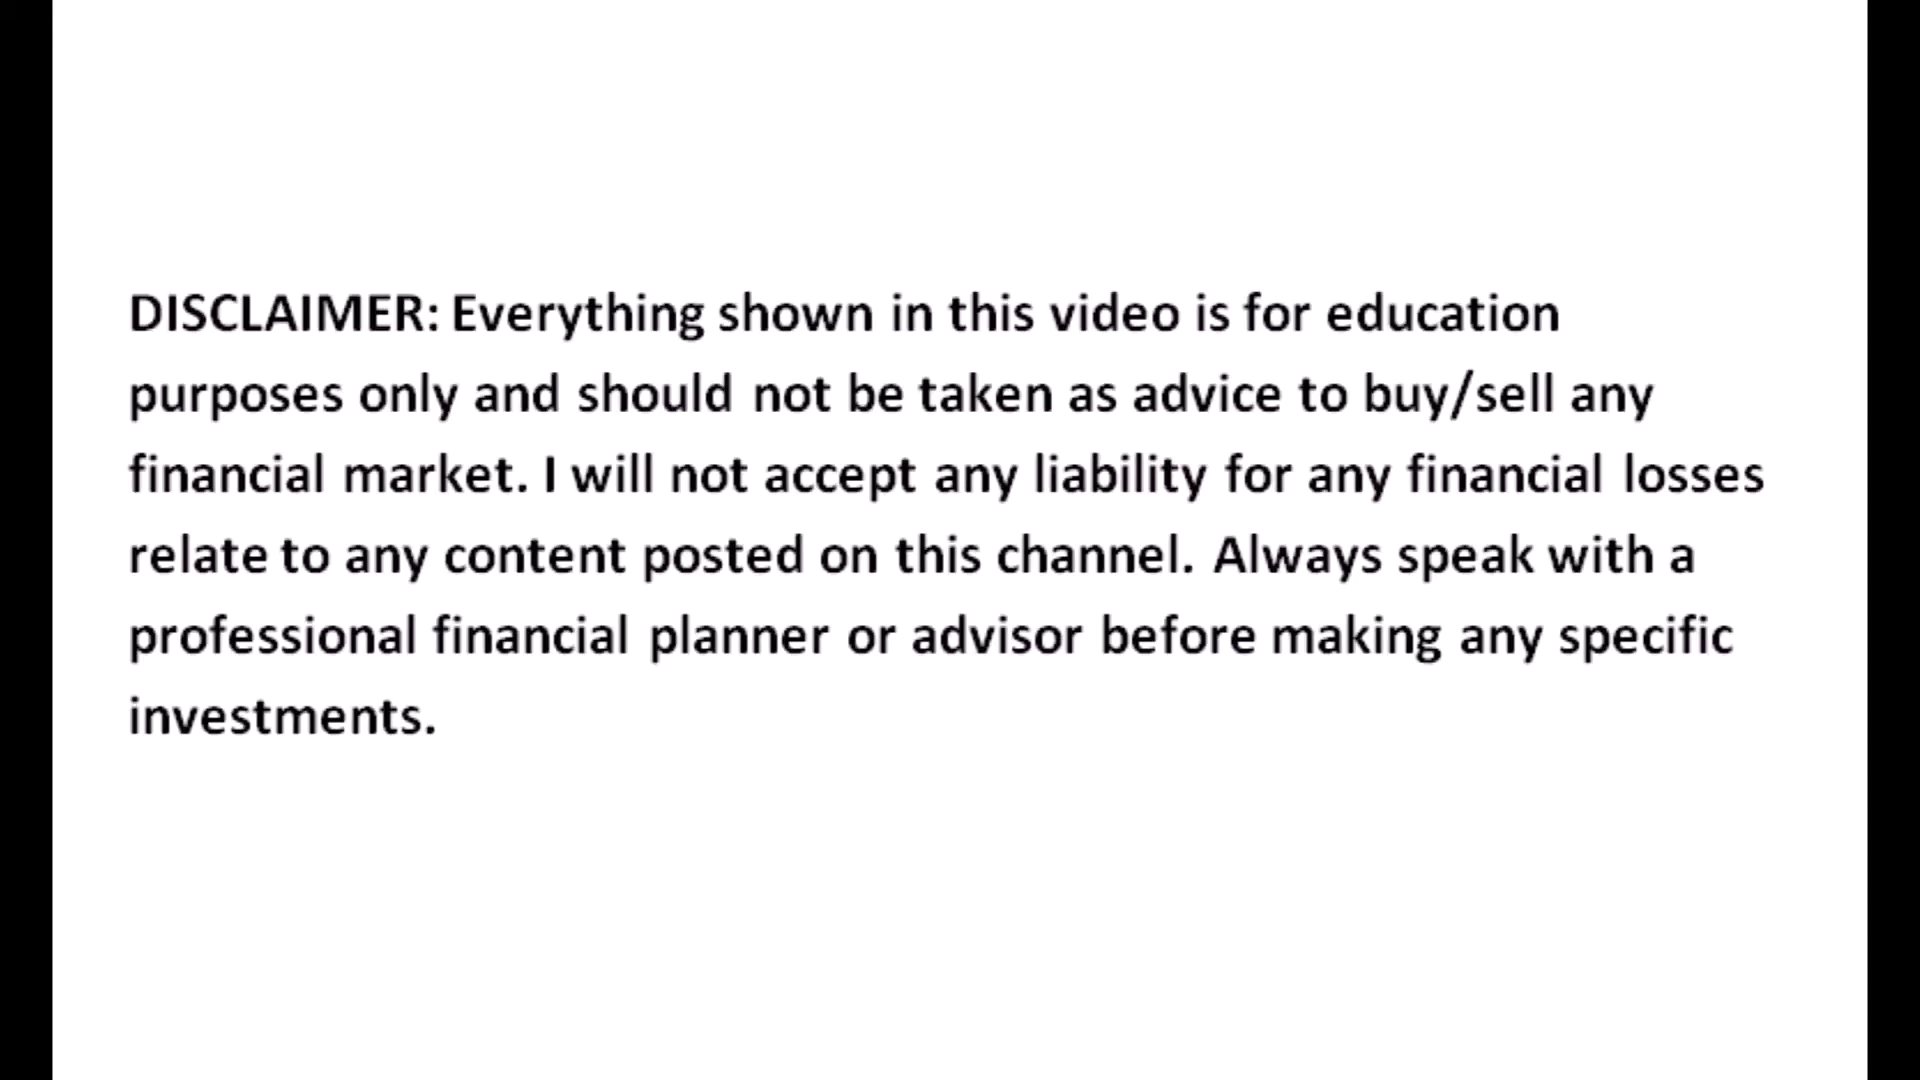 DISCLAIMER: Everything shown in this video is for education
purposes only and should not be taken as advice to buy/sell any
financial market. I will not accept any liability for any financial losses
relate to any content posted on this channel. Always speak with a
professional financial planner or advisor before making any specific
investments.